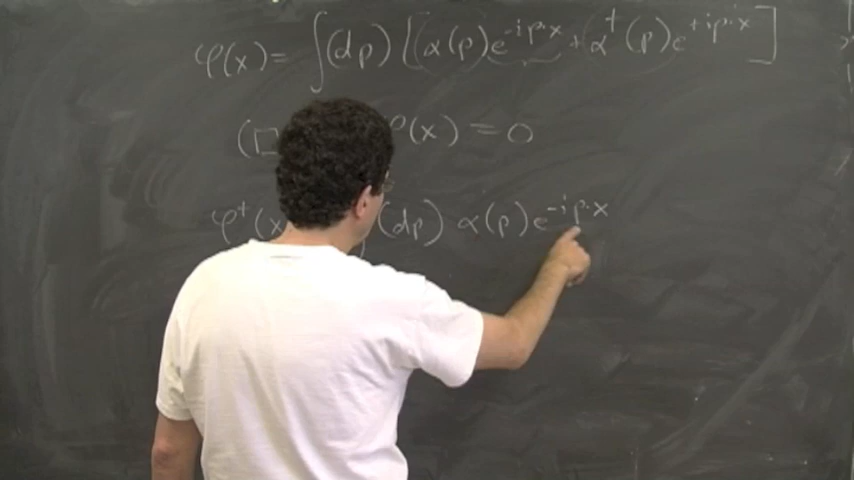 φ(x) = ∫(dp) [(α(p)e^{-ip·x} + α^†(p)e^{+ip·x}]
(□ φ(x) = 0
φ^+(x (dp) α(p)e^{-ip·x}